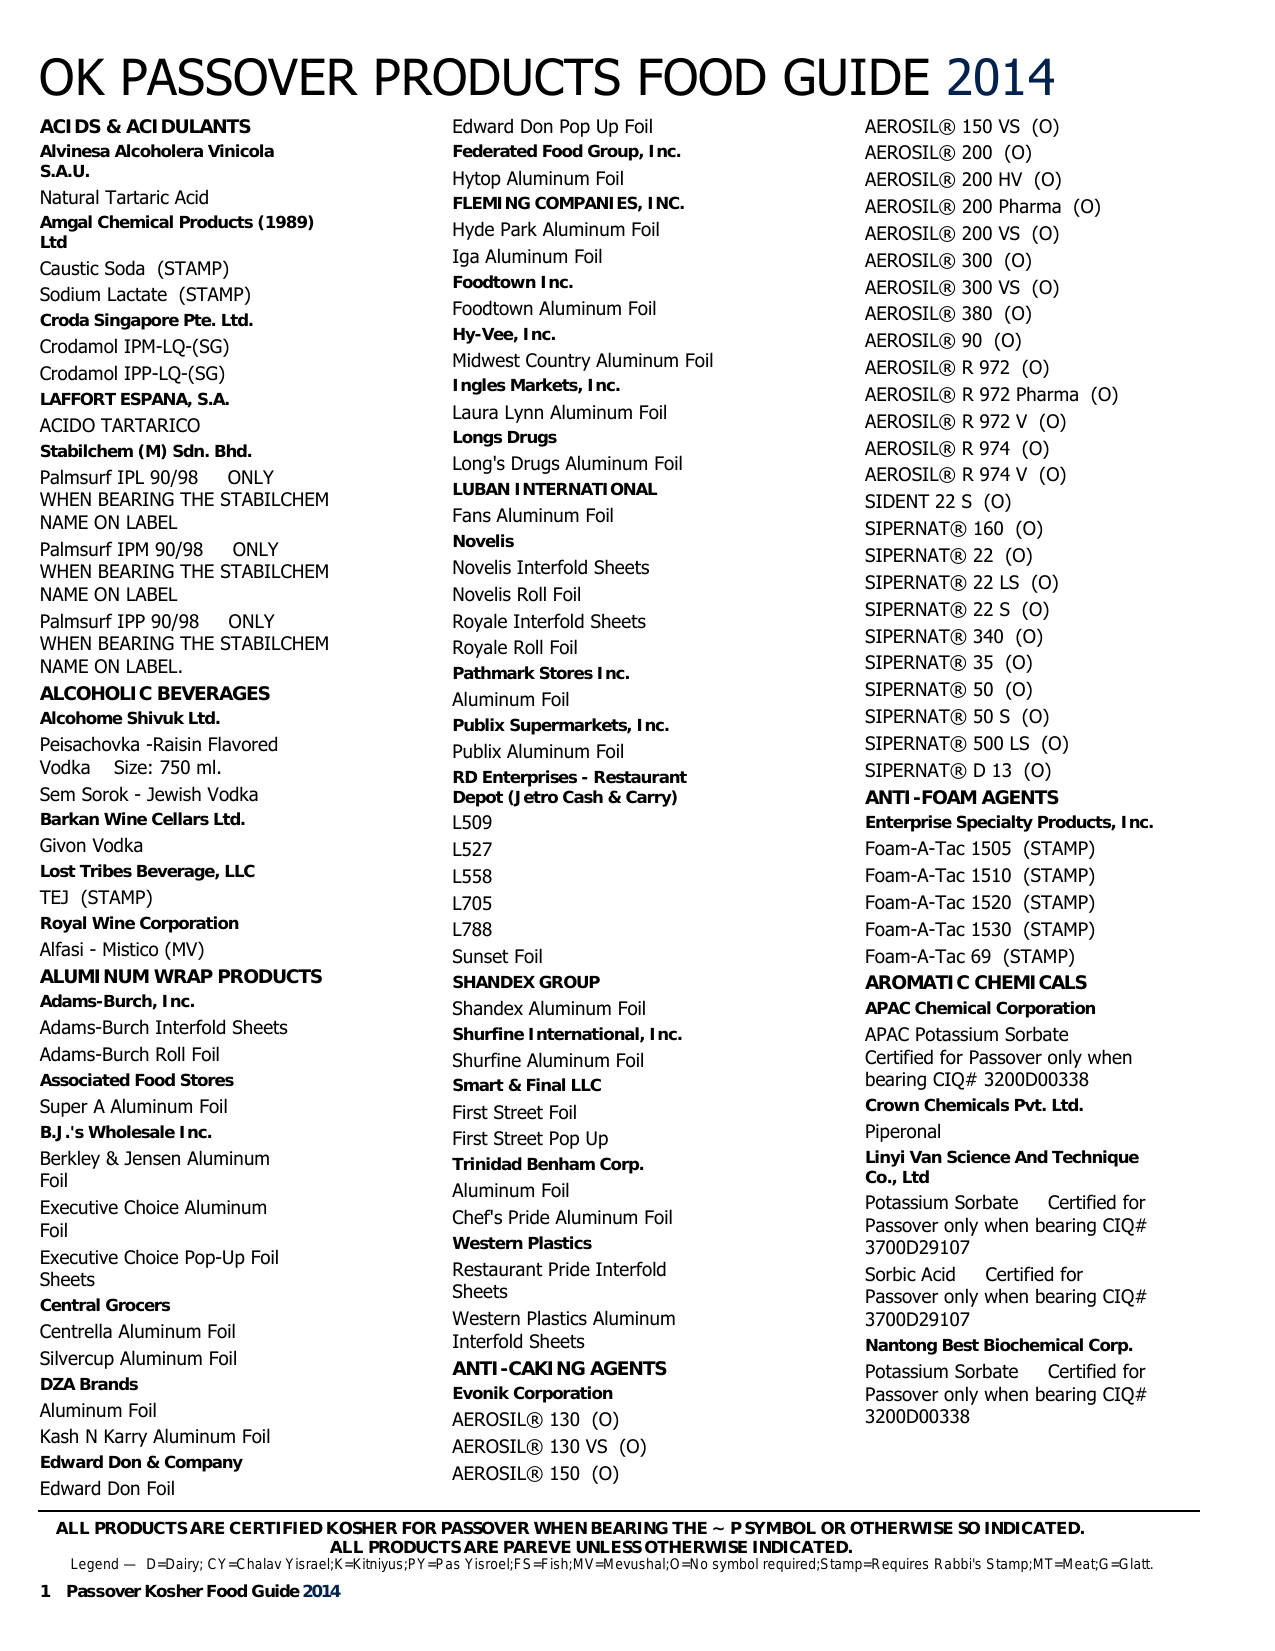 OK PASSOVER PRODUCTS FOOD GUIDE 2014
ACIDS & ACIDULANTS
Alvinesa Alcoholera Vinicola
S.A.U.
Natural Tartaric Acid
Amgal Chemical Products (1989)
Ltd
Caustic Soda (STAMP)
Sodium Lactate (STAMP)
Croda Singapore Pte. Ltd.
Crodamol IPM-LQ-(SG)
Crodamol IPP-LQ-(SG)
LAFFORT ESPANA, S.A.
ACIDO TARTARICO
Stabilchem (M) Sdn. Bhd.
Palmsurf IPL 90/98 ONLY
WHEN BEARING THE STABILCHEM
NAME ON LABEL
Palmsurf IPM 90/98 ONLY
WHEN BEARING THE STABILCHEM
NAME ON LABEL
Palmsurf IPP 90/98 ONLY
WHEN BEARING THE STABILCHEM
NAME ON LABEL.
ALCOHOLIC BEVERAGES
Alcohome Shivuk Ltd.
Peisachovka -Raisin Flavored
Vodka Size: 750 ml.
Sem Sorok - Jewish Vodka
Barkan Wine Cellars Ltd.
Givon Vodka
Lost Tribes Beverage, LLC
TEJ (STAMP)
Royal Wine Corporation
Alfasi - Mistico (MV)
ALUMINUM WRAP PRODUCTS
Adams-Burch, Inc.
Adams-Burch Interfold Sheets
Adams-Burch Roll Foil
Associated Food Stores
Super A Aluminum Foil
B.J.'s Wholesale Inc.
Berkley & Jensen Aluminum
Foil
Executive Choice Aluminum
Foil
Executive Choice Pop-Up Foil
Sheets
Central Grocers
Centrella Aluminum Foil
Silvercup Aluminum Foil
DZA Brands
Aluminum Foil
Kash N Karry Aluminum Foil
Edward Don & Company
Edward Don Foil
Edward Don Pop Up Foil
Federated Food Group, Inc.
Hytop Aluminum Foil
FLEMING COMPANIES, INC.
Hyde Park Aluminum Foil
Iga Aluminum Foil
Foodtown Inc.
Foodtown Aluminum Foil
Hy-Vee, Inc.
Midwest Country Aluminum Foil
Ingles Markets, Inc.
Laura Lynn Aluminum Foil
Longs Drugs
Long's Drugs Aluminum Foil
LUBAN INTERNATIONAL
Fans Aluminum Foil
Novelis
Novelis Interfold Sheets
Novelis Roll Foil
Royale Interfold Sheets
Royale Roll Foil
Pathmark Stores Inc.
Aluminum Foil
Publix Supermarkets, Inc.
Publix Aluminum Foil
RD Enterprises - Restaurant
Depot (Jetro Cash & Carry)
L509
L527
L558
L705
L788
Sunset Foil
SHANDEX GROUP
Shandex Aluminum Foil
Shurfine International, Inc.
Shurfine Aluminum Foil
Smart & Final LLC
First Street Foil
First Street Pop Up
Trinidad Benham Corp.
Aluminum Foil
Chef's Pride Aluminum Foil
Western Plastics
Restaurant Pride Interfold
Sheets
Western Plastics Aluminum
Interfold Sheets
ANTI-CAKING AGENTS
Evonik Corporation
AEROSIL® 130 (O)
AEROSIL® 130 VS (O)
AEROSIL® 150 (O)
AEROSIL® 150 VS (O)
AEROSIL® 200 (O)
AEROSIL® 200 HV (O)
AEROSIL® 200 Pharma (O)
AEROSIL® 200 VS (O)
AEROSIL® 300 (O)
AEROSIL® 300 VS (O)
AEROSIL® 380 (O)
AEROSIL® 90 (O)
AEROSIL® R 972 (O)
AEROSIL® R 972 Pharma (O)
AEROSIL® R 972 V (O)
AEROSIL® R 974 (O)
AEROSIL® R 974 V (O)
SIDENT 22 S (O)
SIPERNAT® 160 (O)
SIPERNAT® 22 (O)
SIPERNAT® 22 LS (O)
SIPERNAT® 22 S (O)
SIPERNAT® 340 (O)
SIPERNAT® 35 (O)
SIPERNAT® 50 (O)
SIPERNAT® 50 S (O)
SIPERNAT® 500 LS (O)
SIPERNAT® D 13 (O)
ANTI-FOAM AGENTS
Enterprise Specialty Products, Inc.
Foam-A-Tac 1505 (STAMP)
Foam-A-Tac 1510 (STAMP)
Foam-A-Tac 1520 (STAMP)
Foam-A-Tac 1530 (STAMP)
Foam-A-Tac 69 (STAMP)
AROMATIC CHEMICALS
APAC Chemical Corporation
APAC Potassium Sorbate
Certified for Passover only when
bearing CIQ# 3200D00338
Crown Chemicals Pvt. Ltd.
Piperonal
Linyi Van Science And Technique
Co., Ltd
Potassium Sorbate Certified for
Passover only when bearing CIQ#
3700D29107
Sorbic Acid Certified for
Passover only when bearing CIQ#
3700D29107
Nantong Best Biochemical Corp.
Potassium Sorbate Certified for
Passover only when bearing CIQ#
3200D00338
ALL PRODUCTS ARE CERTIFIED KOSHER FOR PASSOVER WHEN BEARING THE ~ P SYMBOL OR OTHERWISE SO INDICATED.
ALL PRODUCTS ARE PAREVE UNLESS OTHERWISE INDICATED.
Legend — D=Dairy; CY=Chalav Yisrael;K=Kitniyus;PY=Pas Yisroel;FS=Fish;MV=Mevushal;O=No symbol required;Stamp=Requires Rabbi's Stamp;MT=Meat;G=Glatt.
1 Passover Kosher Food Guide 2014